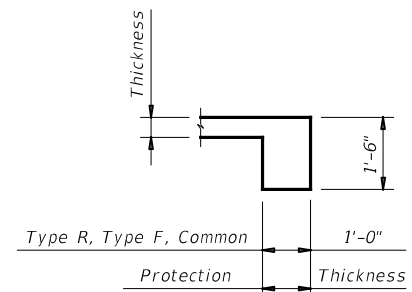 Thickness
1'-6"
Type R, Type F, Common 1'-0"
Protection Thickness